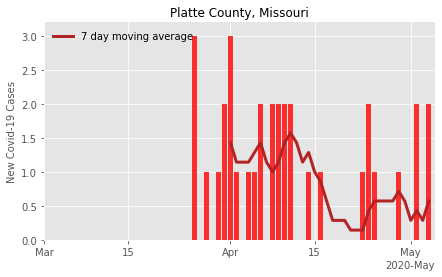 Platte County, Missouri
7 day moving average
New Covid-19 Cases
3.0
2.5
2.0
1.5
1.0
0.5
0.0
Mar
15
Apr
15
May
2020-May